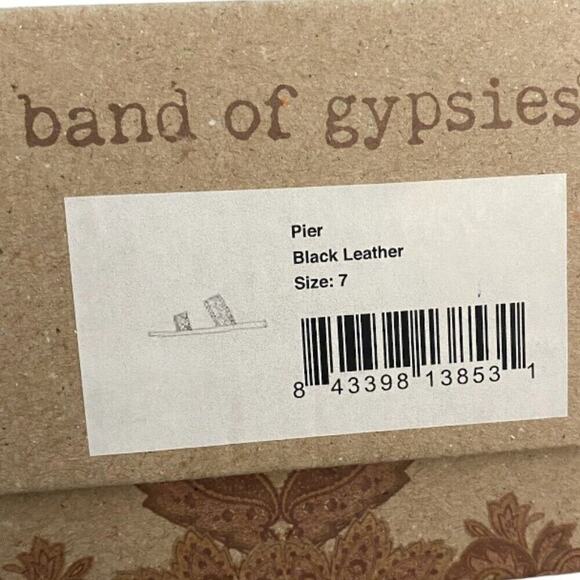 band of gypsies
Pier
Black Leather
Size: 7
8 43398 13853 1